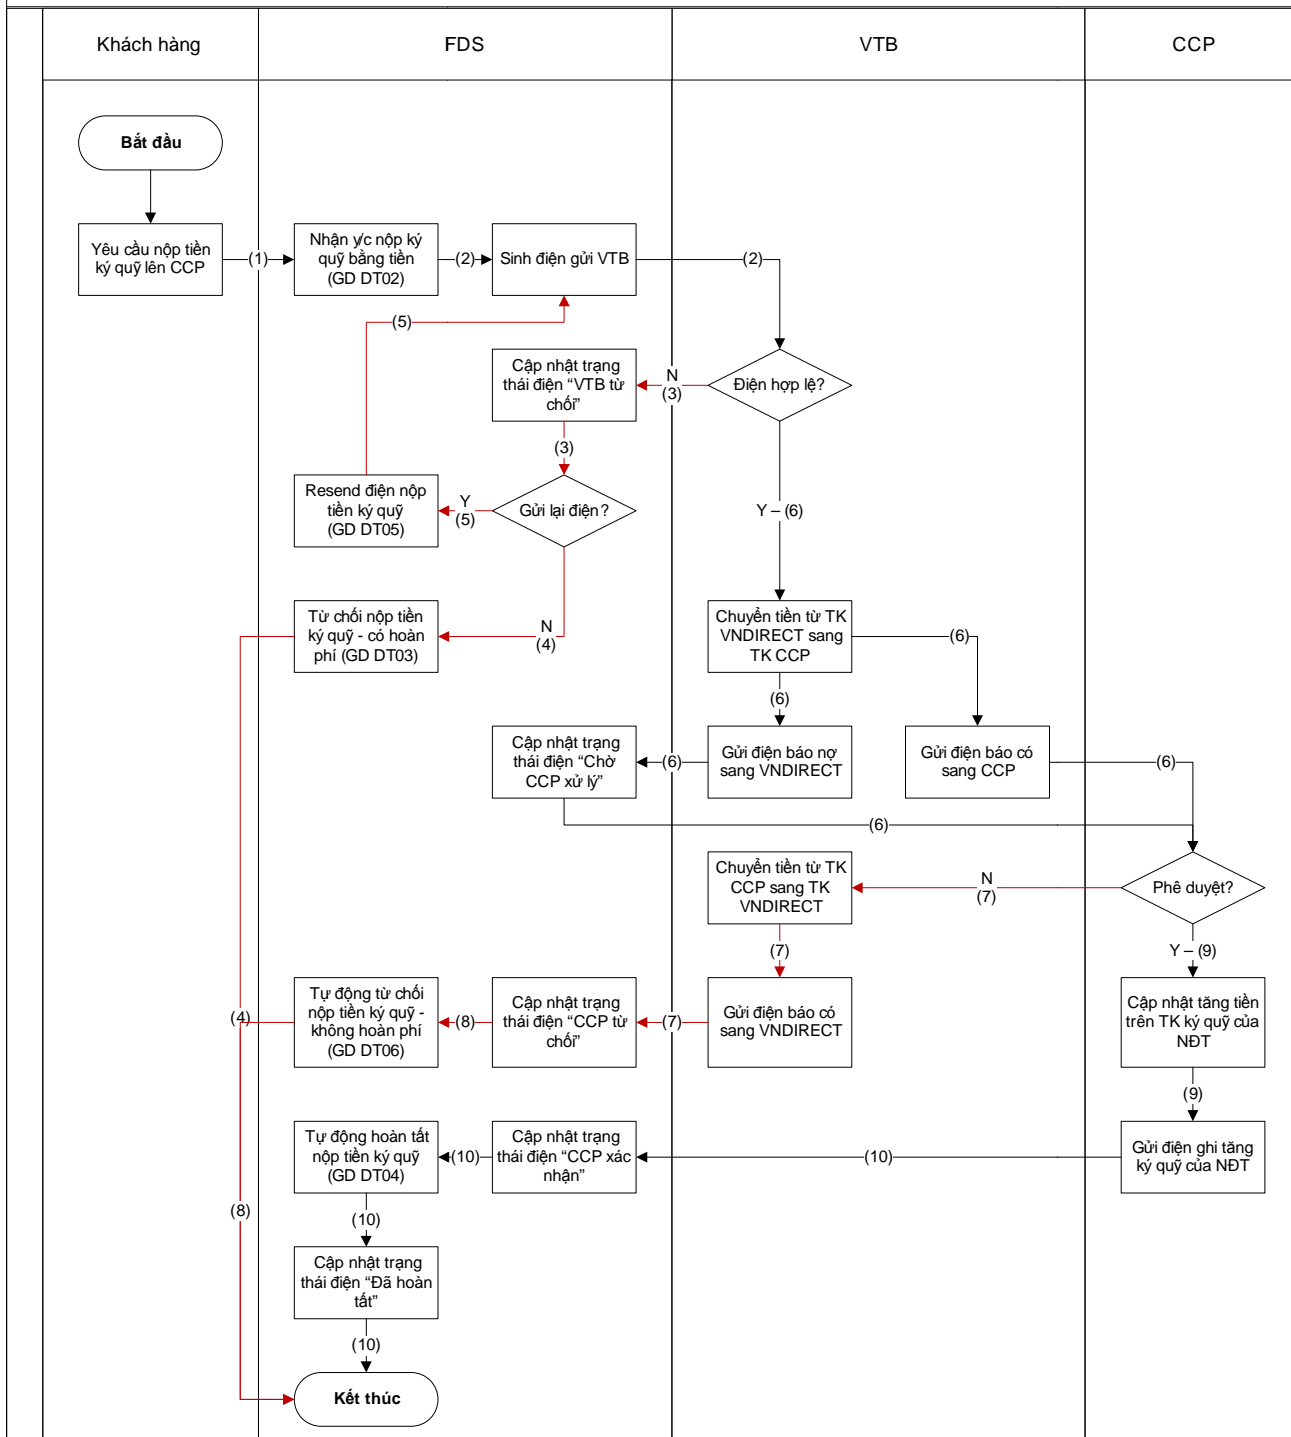 Khách hàng
FDS
VTB
CCP
Bắt đầu
Yêu cầu nộp tiền
ký quỹ lên CCP
(1)
Nhận y/c nộp ký
quỹ bằng tiền
(GD DT02)
(2)
Sinh điện gửi VTB
(2)
(5)
Cập nhật trạng
thái điện “VTB từ
chối”
N
(3)
Điện hợp lệ?
(3)
Resend điện nộp
tiền ký quỹ
(GD DT05)
Y
(5)
Gửi lại điện?
Y – (6)
Từ chối nộp tiền
ký quỹ - có hoàn
phí (GD DT03)
N
(4)
Chuyển tiền từ TK
VNDIRECT sang
TK CCP
(6)
(6)
Cập nhật trạng
thái điện “Chờ
CCP xử lý”
(6)
Gửi điện báo nợ
sang VNDIRECT
Gửi điện báo có
sang CCP
(6)
(6)
Chuyển tiền từ TK
CCP sang TK
VNDIRECT
N
(7)
Phê duyệt?
(7)
Y – (9)
(4)
Tự động từ chối
nộp tiền ký quỹ -
không hoàn phí
(GD DT06)
(8)
Cập nhật trạng
thái điện “CCP từ
chối”
(7)
Gửi điện báo có
sang VNDIRECT
Cập nhật tăng tiền
trên TK ký quỹ của
NĐT
(9)
Tự động hoàn tất
nộp tiền ký quỹ
(GD DT04)
(10)
Cập nhật trạng
thái điện “CCP xác
nhận”
(10)
Gửi điện ghi tăng
ký quỹ của NĐT
(8)
(10)
Cập nhật trạng
thái điện “Đã hoàn
tất”
(10)
Kết thúc